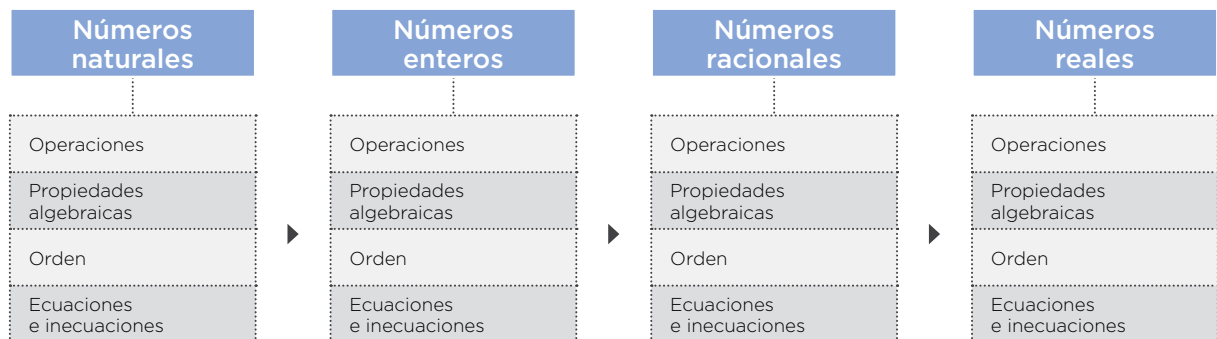 Números
naturales
Operaciones
Propiedades
algebraicas
Orden
Ecuaciones
e inecuaciones
Números
enteros
Operaciones
Propiedades
algebraicas
Orden
Ecuaciones
e inecuaciones
Números
racionales
Operaciones
Propiedades
algebraicas
Orden
Ecuaciones
e inecuaciones
Números
reales
Operaciones
Propiedades
algebraicas
Orden
Ecuaciones
e inecuaciones